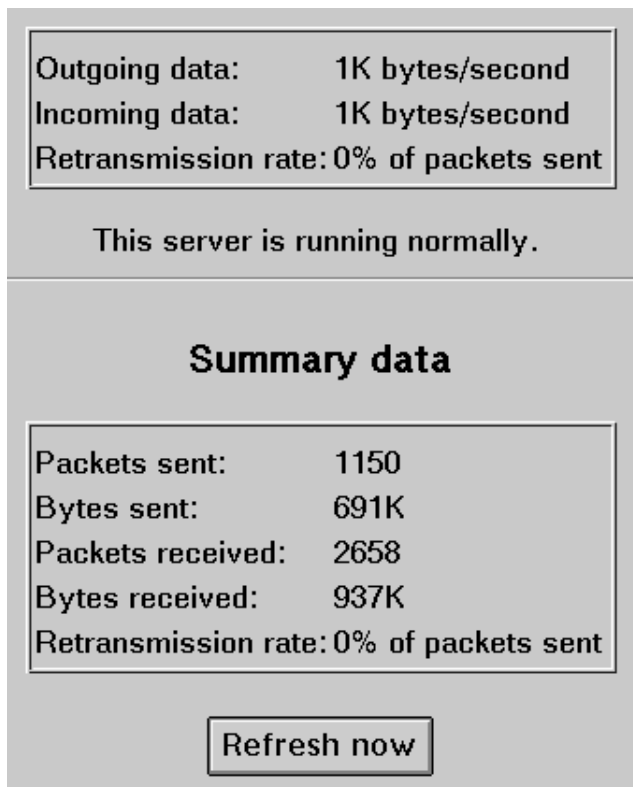 Outgoing data: 1K bytes/second
Incoming data: 1K bytes/second
Retransmission rate: 0% of packets sent
This server is running normally.
Summary data
Packets sent: 1150
Bytes sent: 691K
Packets received: 2658
Bytes received: 937K
Retransmission rate: 0% of packets sent
Refresh now